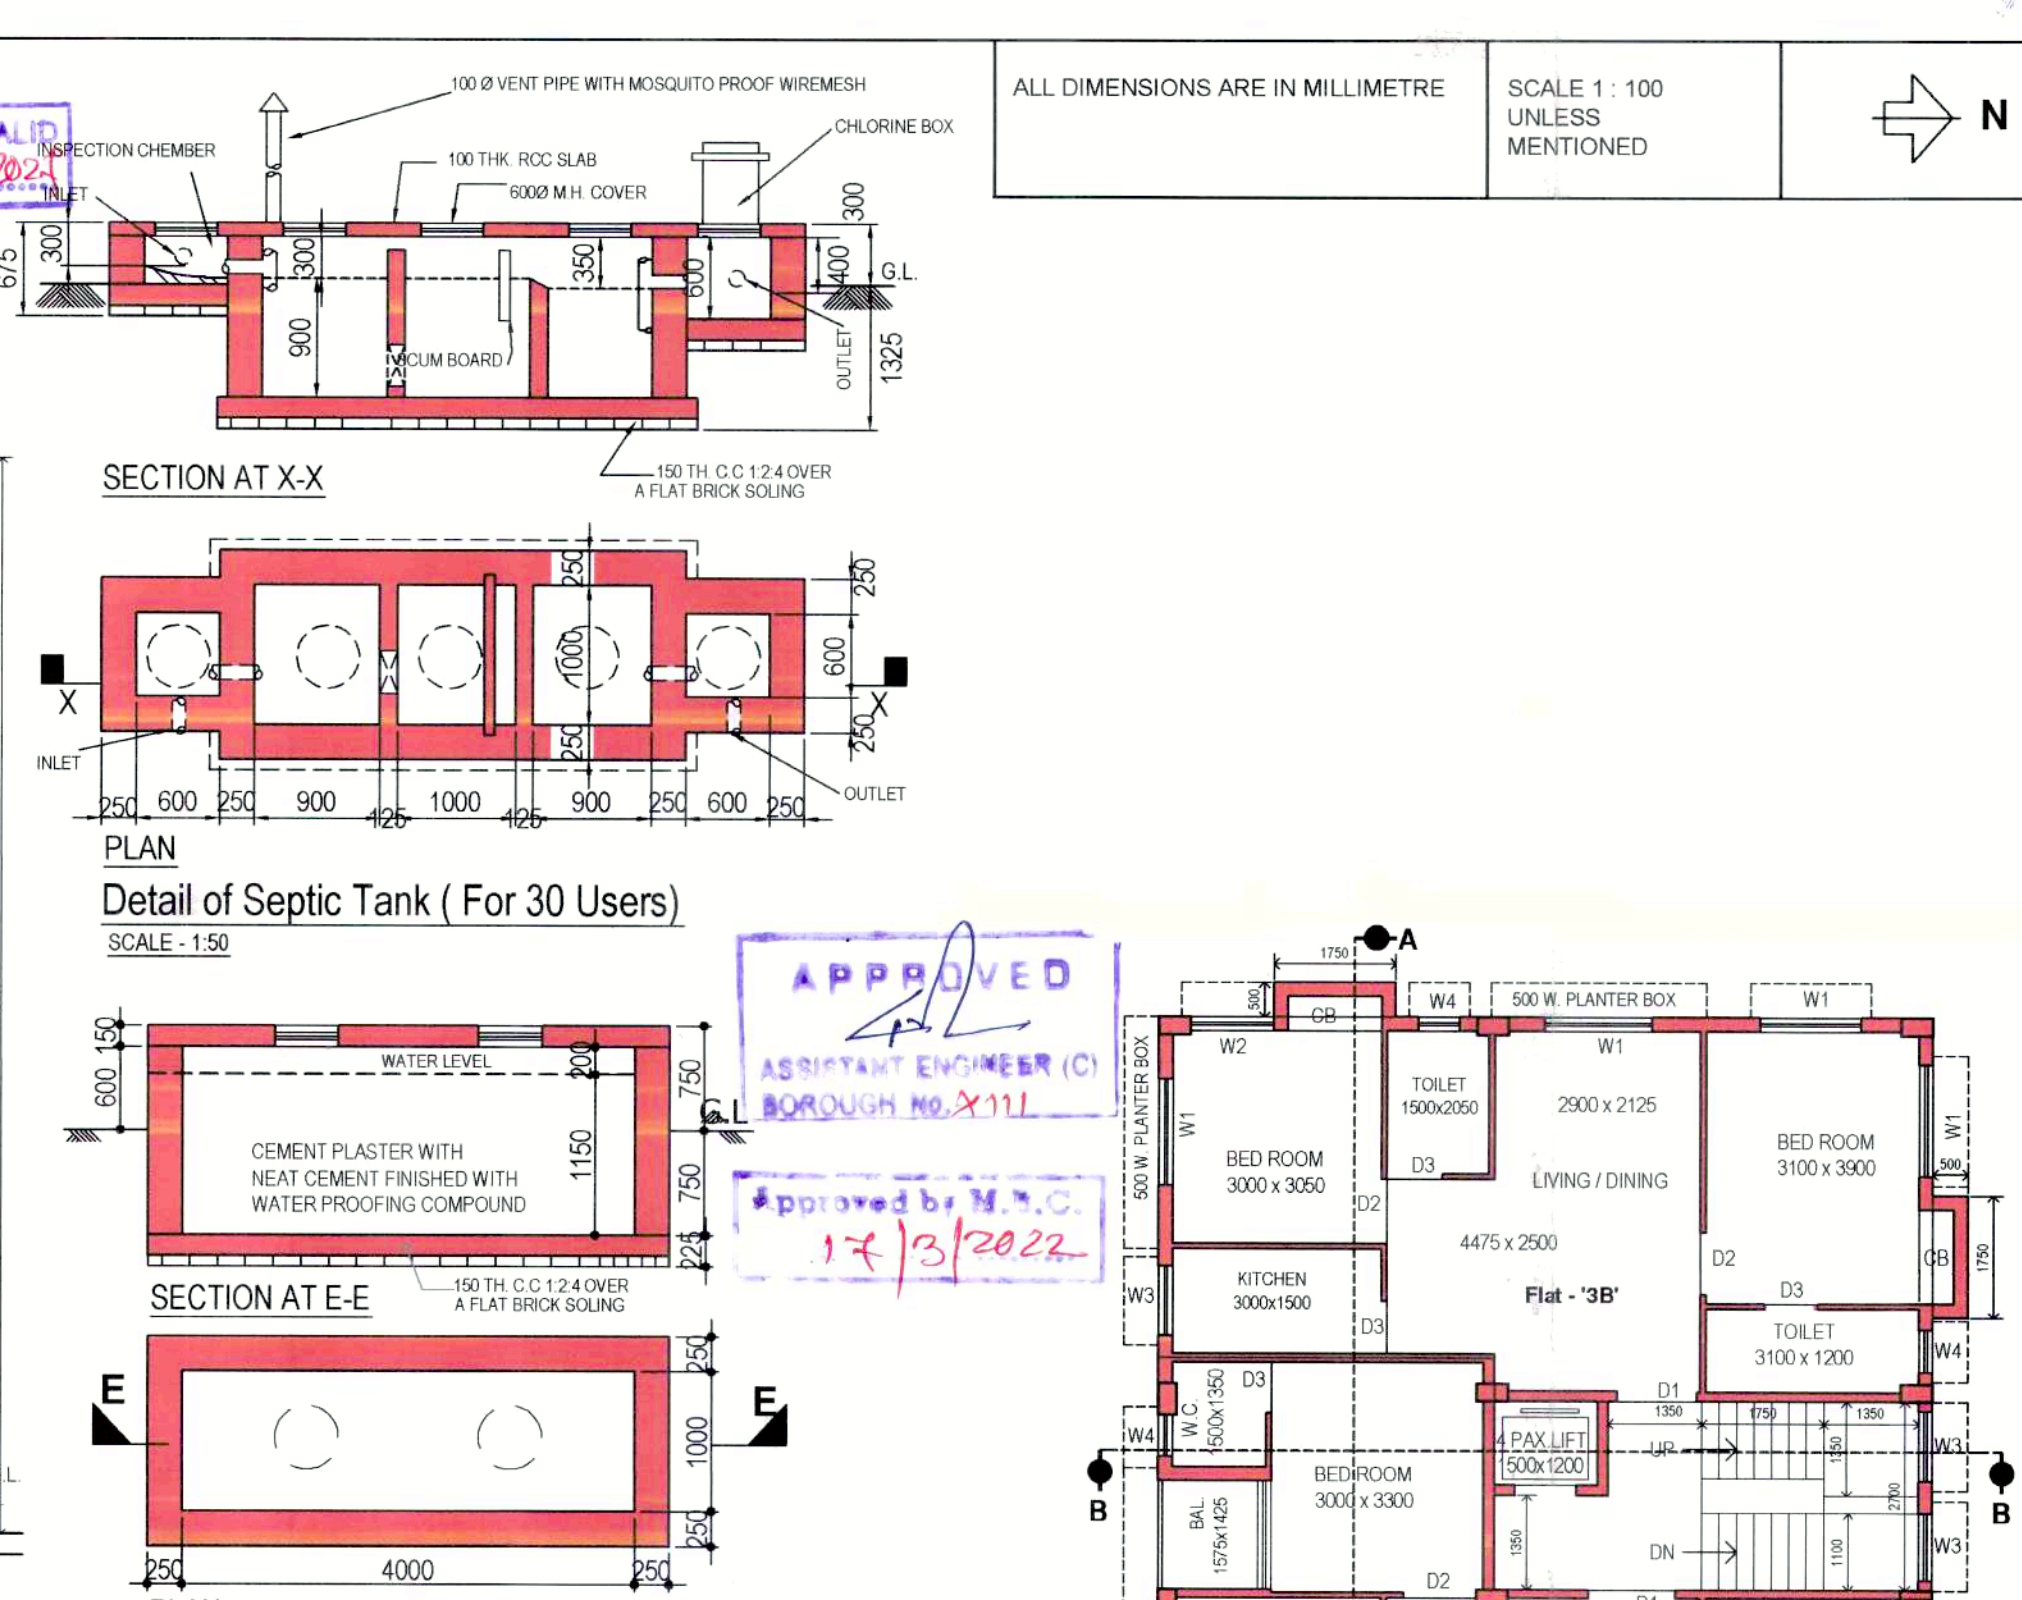 ALL DIMENSIONS ARE IN MILLIMETRE
SCALE 1 : 100
UNLESS
MENTIONED
N
100 Ø VENT PIPE WITH MOSQUITO PROOF WIREMESH
CHLORINE BOX
INSPECTION CHEMBER
100 THK. RCC SLAB
600Ø M.H. COVER
INLET
300
675
300
300
350
600
400
G.L.
900
SCUM BOARD
OUTLET
1325
SECTION AT X-X
150 TH. C.C 1:2:4 OVER
A FLAT BRICK SOLING
250
250
1000
600
X
X
250
250
INLET
OUTLET
250 600 250 900 125 1000 125 900 250 600 250
PLAN
Detail of Septic Tank ( For 30 Users)
SCALE - 1:50
APPROVED
ASSISTANT ENGINEER (C)
BOROUGH No. XIII
Approved by M.B.C.
17/3/2022
150
600
WATER LEVEL
200
750
G.L
CEMENT PLASTER WITH
NEAT CEMENT FINISHED WITH
WATER PROOFING COMPOUND
1150
750
225
SECTION AT E-E
150 TH. C.C 1:2:4 OVER
A FLAT BRICK SOLING
250
E
E
1000
250
250 4000 250
A
1750
500
CB
W4
500 W. PLANTER BOX
W1
W2
W1
500 W. PLANTER BOX
W1
TOILET
1500x2050
2900 x 2125
BED ROOM
3100 x 3900
W1
500
BED ROOM
3000 x 3050
D3
LIVING / DINING
D2
4475 x 2500
D2
CB
1750
KITCHEN
3000x1500
W3
Flat - '3B'
D3
D3
TOILET
3100 x 1200
W4
D3
D1
W.C.
1500x1350
1350 1750 1350
W4
4 PAX.LIFT
1500x1200
UP
1350
W3
B
B
BED ROOM
3000 x 3300
BAL.
1575x1425
1350
2700
DN
1100
W3
D2